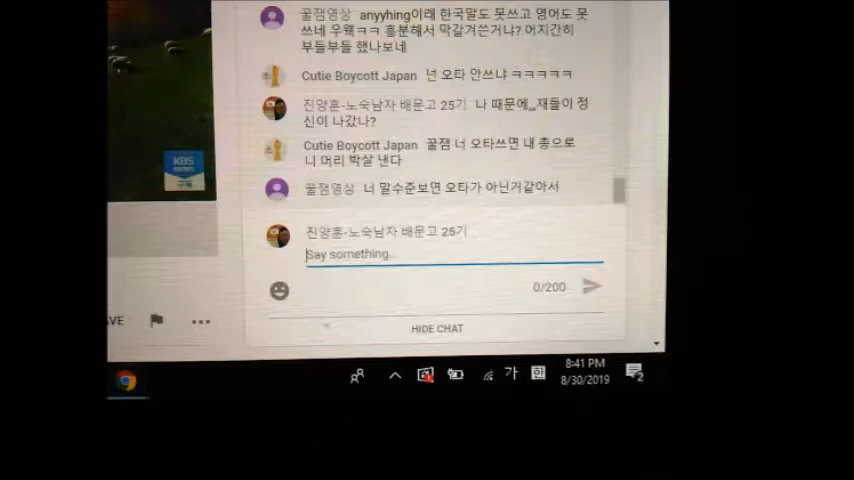 꿀잼영상 anyyhing이래 한국말도 못쓰고 영어도 못
쓰네 우웩ㅋㅋ 흥분해서 막갈겨쓴거냐? 어지간히
부들부들 했나보네
Cutie Boycott Japan 넌 오타 안쓰냐 ㅋㅋㅋㅋㅋ
진양훈-노숙남자 배문고 25기 나 때문에,,,재들이 정
신이 나갔나?
Cutie Boycott Japan 꿀잼 너 오타쓰면 내 총으로
니 머리 박살 낸다
꿀잼영상 너 말수준보면 오타가 아닌거같아서
KBS
구독
진양훈-노숙남자 배문고 25기
Say something...
0/200
AVE
HIDE CHAT
가 한
8:41 PM
8/30/2019
2